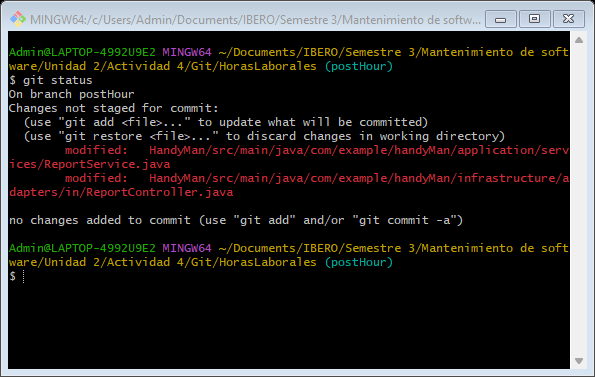 MINGW64:/c/Users/Admin/Documents/IBERO/Semestre 3/Mantenimiento de softw...
Admin@LAPTOP-4992U9E2 MINGW64 ~/Documents/IBERO/Semestre 3/Mantenimiento de soft
ware/Unidad 2/Actividad 4/Git/HorasLaborales (postHour)
$ git status
On branch postHour
Changes not staged for commit:
  (use "git add <file>..." to update what will be committed)
  (use "git restore <file>..." to discard changes in working directory)
        modified:   HandyMan/src/main/java/com/example/handyMan/application/serv
ices/ReportService.java
        modified:   HandyMan/src/main/java/com/example/handyMan/infrastructure/a
dapters/in/ReportController.java
no changes added to commit (use "git add" and/or "git commit -a")
Admin@LAPTOP-4992U9E2 MINGW64 ~/Documents/IBERO/Semestre 3/Mantenimiento de soft
ware/Unidad 2/Actividad 4/Git/HorasLaborales (postHour)
$